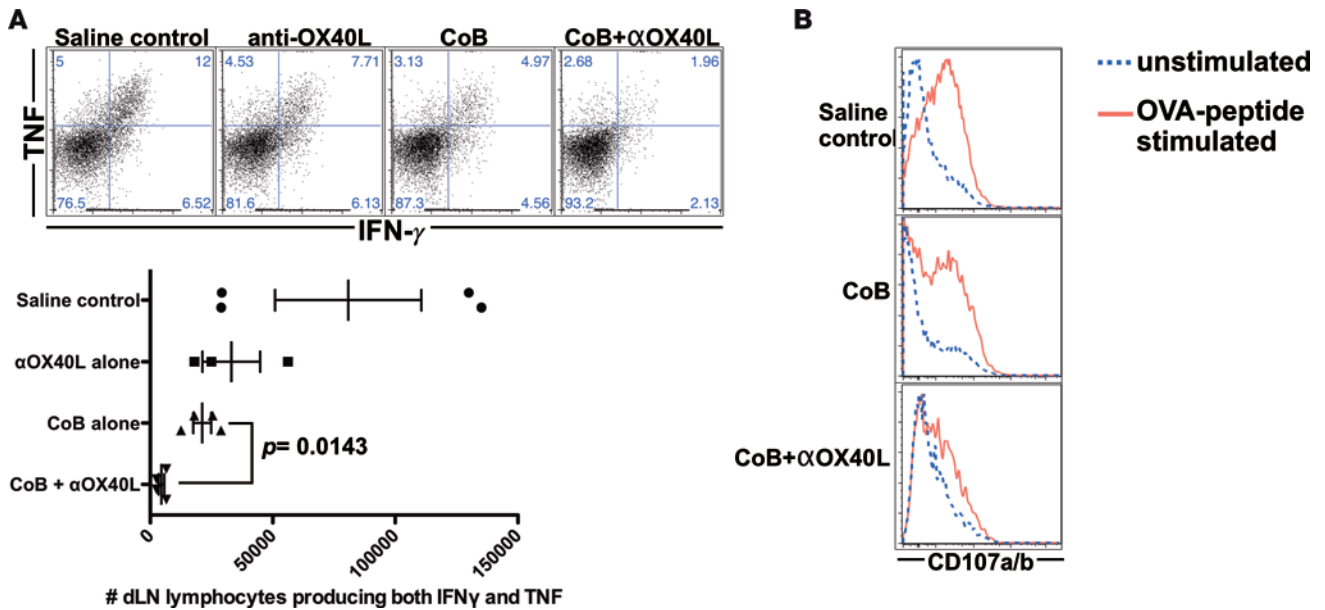 A
Saline control anti-OX40L CoB CoB+αOX40L
5 12 4.53 7.71 3.13 4.97 2.68 1.96
TNF
76.5 6.52 81.6 6.13 87.3 4.56 93.2 2.13
IFN-γ
Saline control
αOX40L alone
CoB alone
p= 0.0143
CoB + αOX40L
0 50000 100000 150000
# dLN lymphocytes producing both IFNγ and TNF
B
unstimulated
OVA-peptide
stimulated
Saline
control
CoB
CoB+αOX40L
CD107a/b